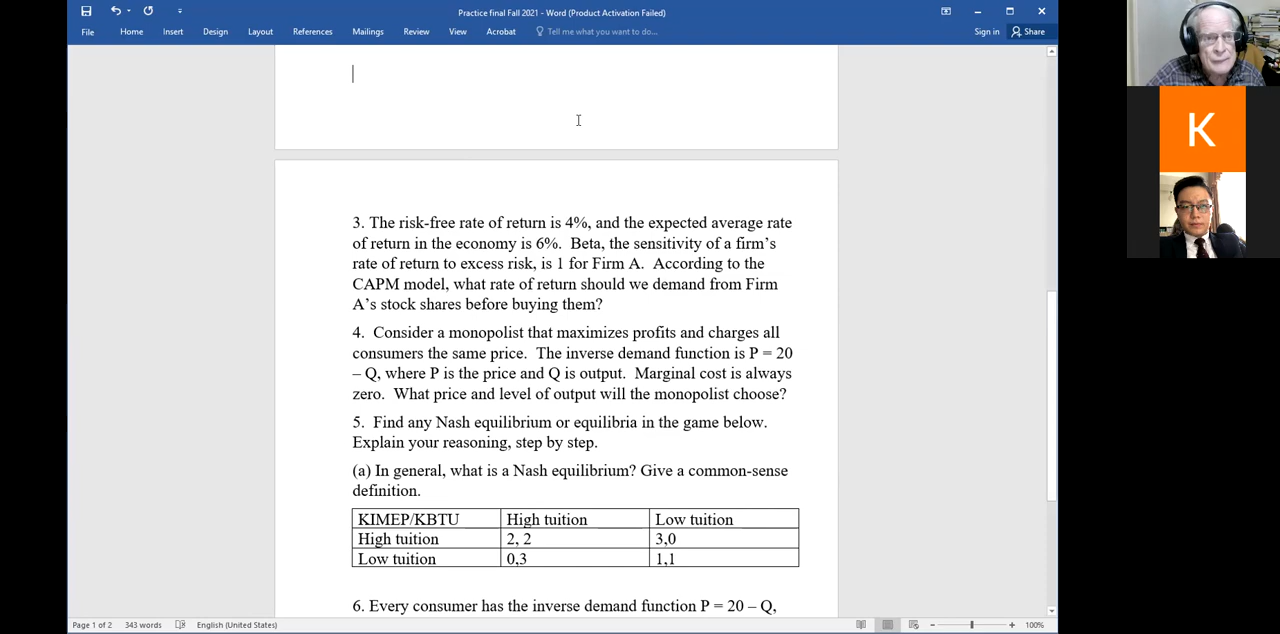 Practice final Fall 2021 - Word (Product Activation Failed)
File Home Insert Design Layout References Mailings Review View Acrobat Tell me what you want to do... Sign in Share
3. The risk-free rate of return is 4%, and the expected average rate
of return in the economy is 6%. Beta, the sensitivity of a firm's
rate of return to excess risk, is 1 for Firm A. According to the
CAPM model, what rate of return should we demand from Firm
A's stock shares before buying them?
4. Consider a monopolist that maximizes profits and charges all
consumers the same price. The inverse demand function is P = 20
– Q, where P is the price and Q is output. Marginal cost is always
zero. What price and level of output will the monopolist choose?
5. Find any Nash equilibrium or equilibria in the game below.
Explain your reasoning, step by step.
(a) In general, what is a Nash equilibrium? Give a common-sense
definition.
KIMEP/KBTU High tuition Low tuition
High tuition 2, 2 3,0
Low tuition 0,3 1,1
6. Every consumer has the inverse demand function P = 20 – Q,
Page 1 of 2 343 words English (United States) 100%
K